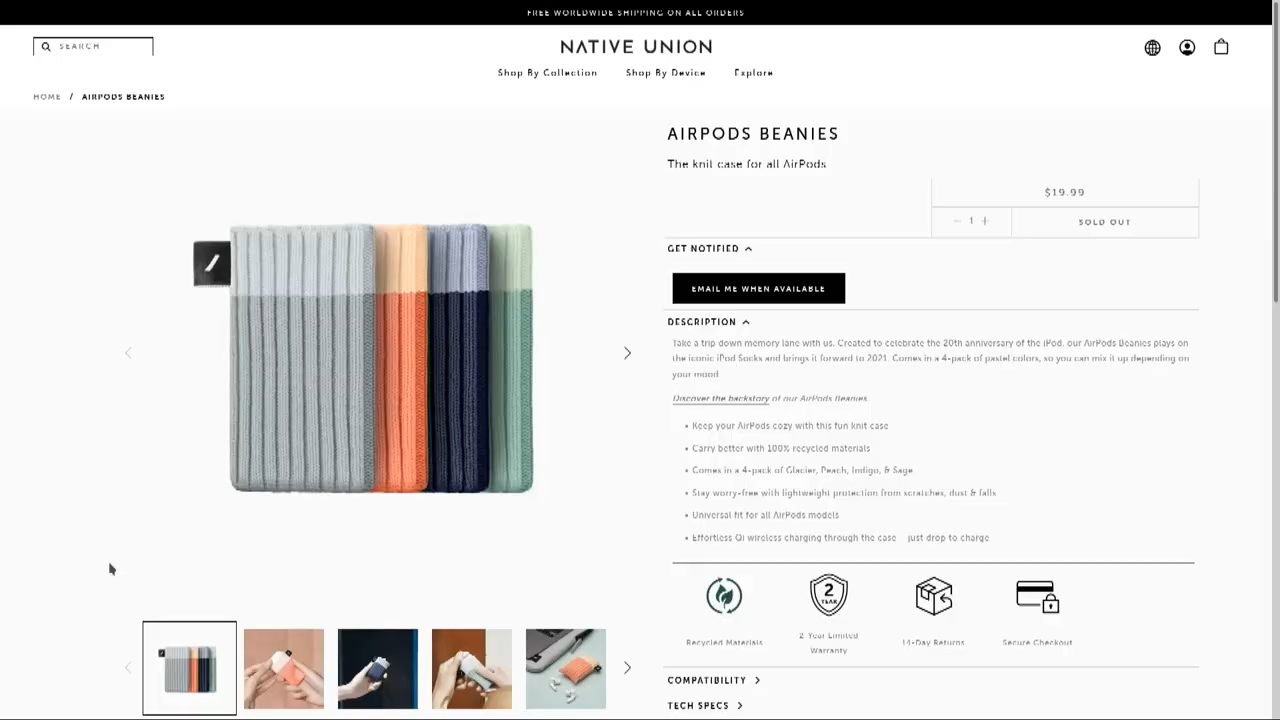 FREE WORLDWIDE SHIPPING ON ALL ORDERS
SEARCH
NATIVE UNION
Shop By Collection Shop By Device Explore
HOME / AIRPODS BEANIES
AIRPODS BEANIES
The knit case for all AirPods
$19.99
− 1 + SOLD OUT
GET NOTIFIED
EMAIL ME WHEN AVAILABLE
DESCRIPTION
Take a trip down memory lane with us. Created to celebrate the 20th anniversary of the iPod, our AirPods Beanies plays on
the iconic iPod Socks and brings it forward to 2021. Comes in a 4-pack of pastel colors, so you can mix it up depending on
your mood.
Discover the backstory of our AirPods Beanies.
• Keep your AirPods cozy with this fun knit case
• Carry better with 100% recycled materials
• Comes in a 4-pack of Glacier, Peach, Indigo, & Sage
• Stay worry-free with lightweight protection from scratches, dust & falls
• Universal fit for all AirPods models
• Effortless Qi wireless charging through the case just drop to charge
2 YEAR
Recycled Materials
2-Year Limited
Warranty
14-Day Returns
Secure Checkout
COMPATIBILITY
TECH SPECS